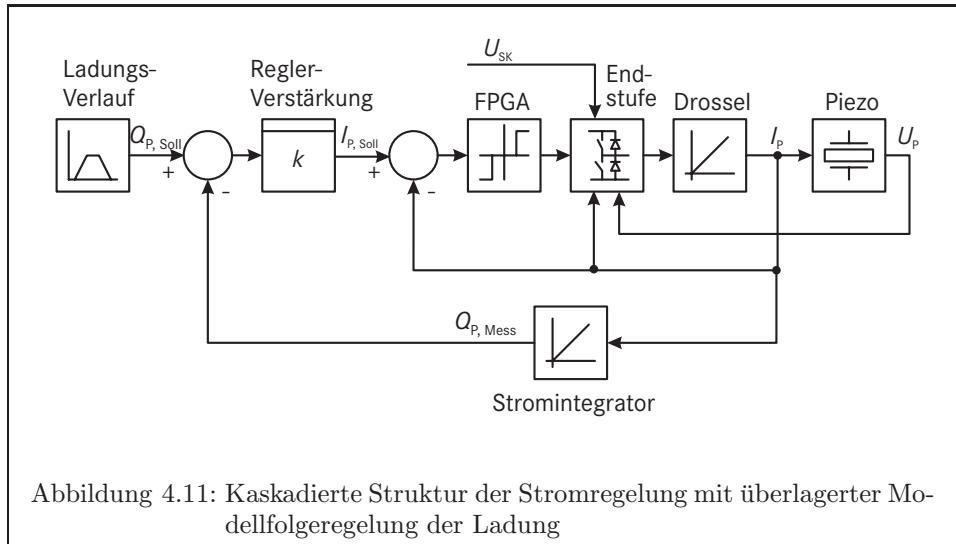 U_SK
Ladungs-
Verlauf
Regler-
Verstärkung
FPGA
End-
stufe
Drossel
Piezo
Q_P, Soll
I_P, Soll
I_P
U_P
k
+
-
+
-
Q_P, Mess
Stromintegrator
Abbildung 4.11: Kaskadierte Struktur der Stromregelung mit überlagerter Mo-
dellfolgeregelung der Ladung